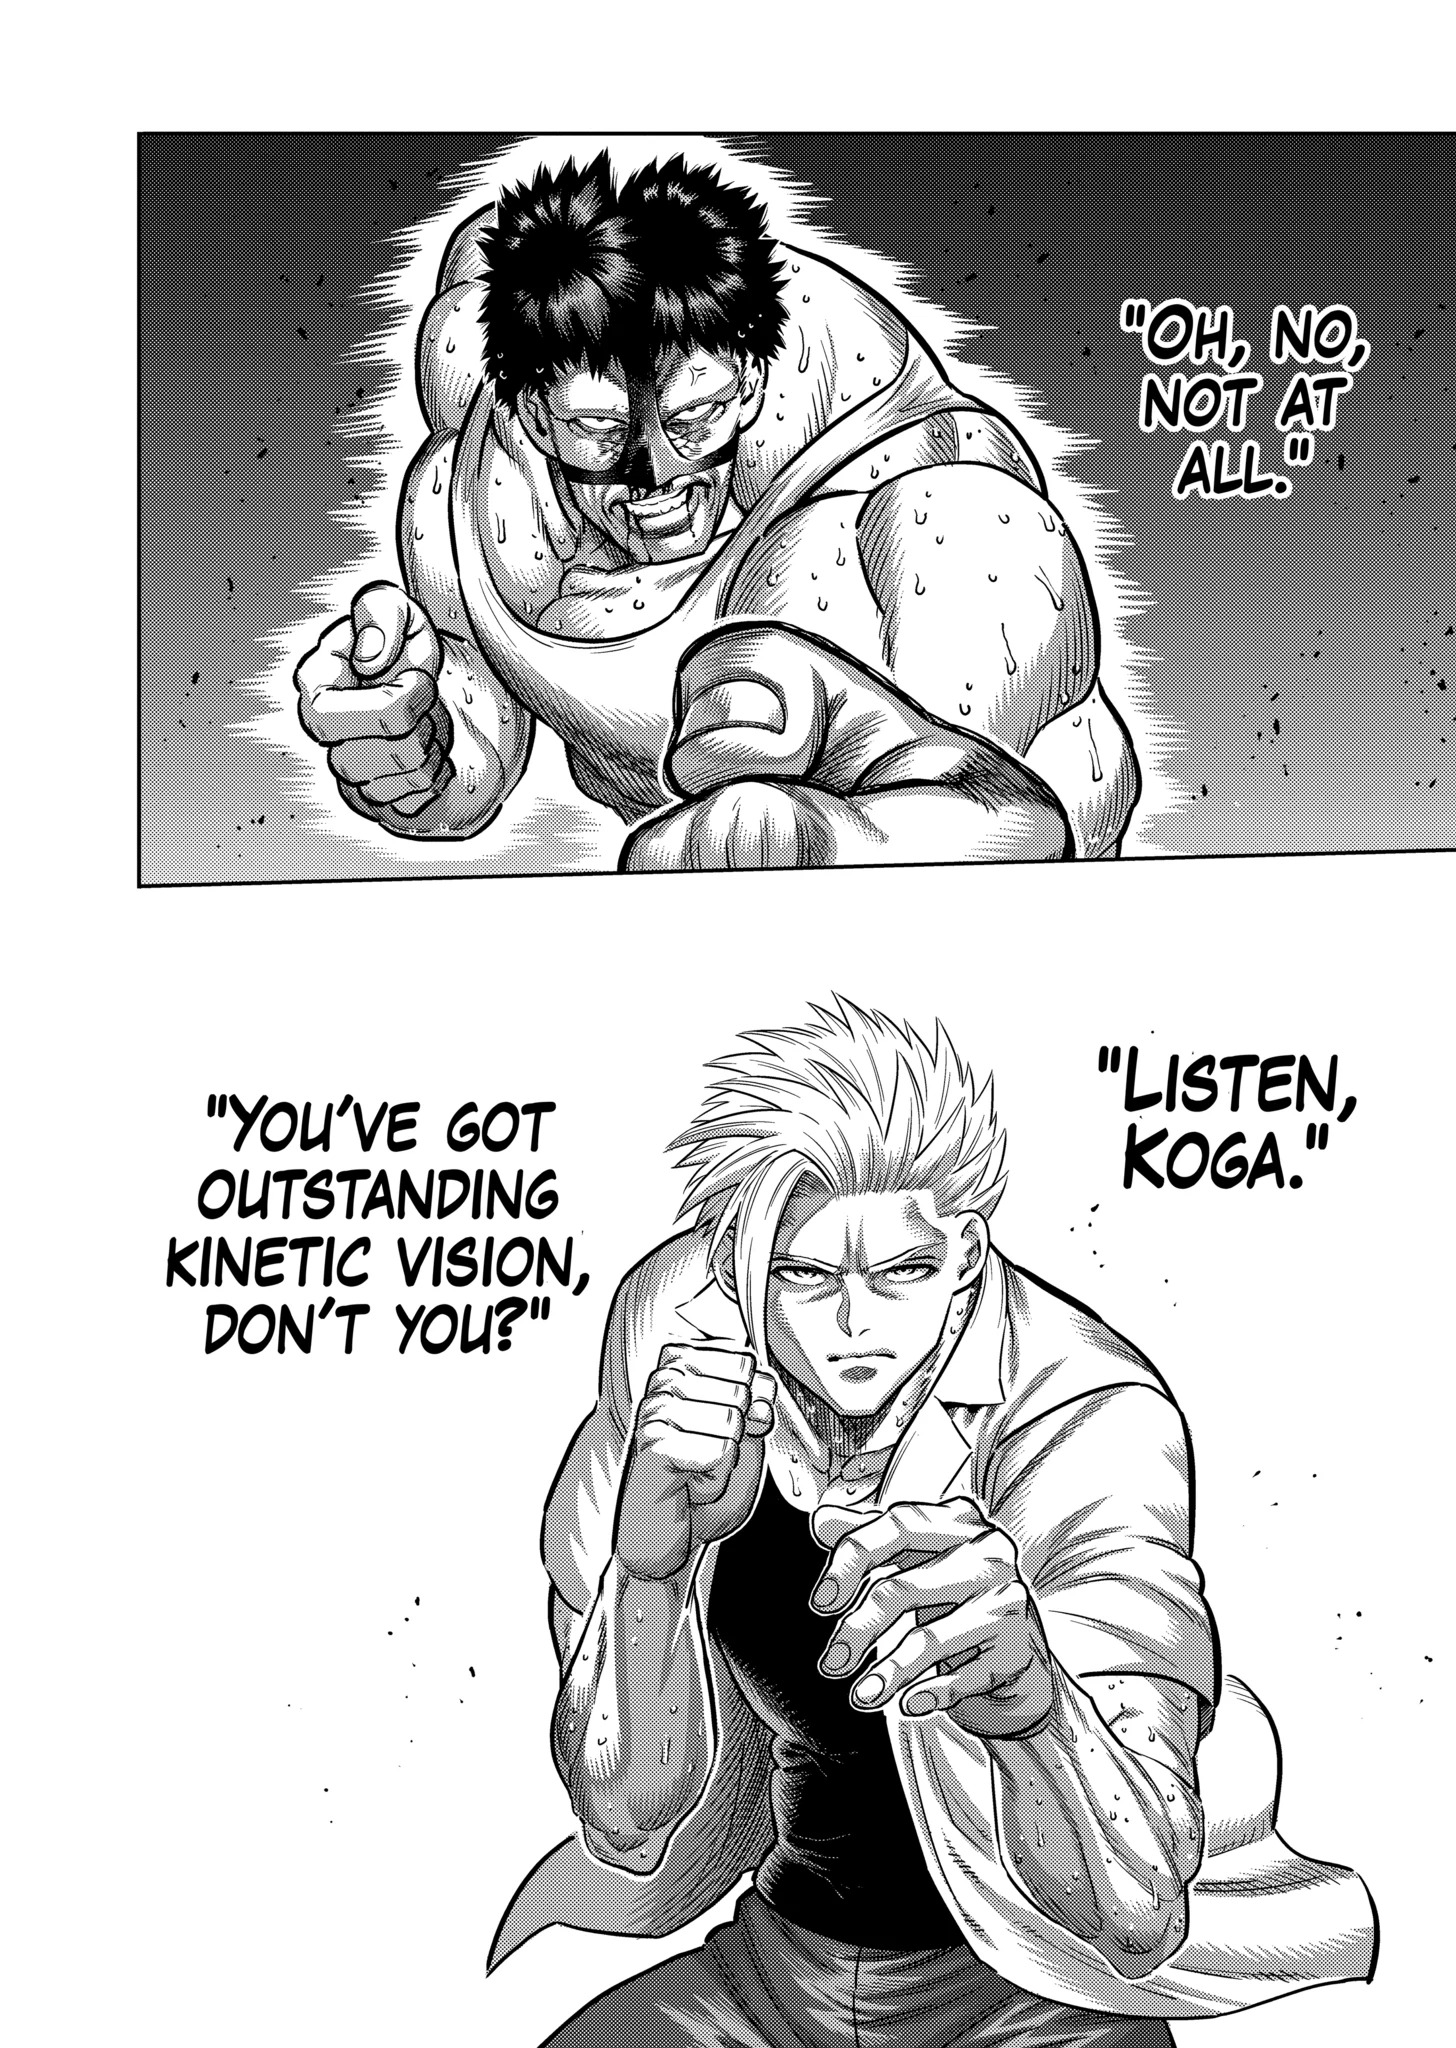 "OH, NO,
NOT AT
ALL."
"LISTEN,
KOGA."
"YOU'VE GOT
OUTSTANDING
KINETIC VISION,
DON'T YOU?"